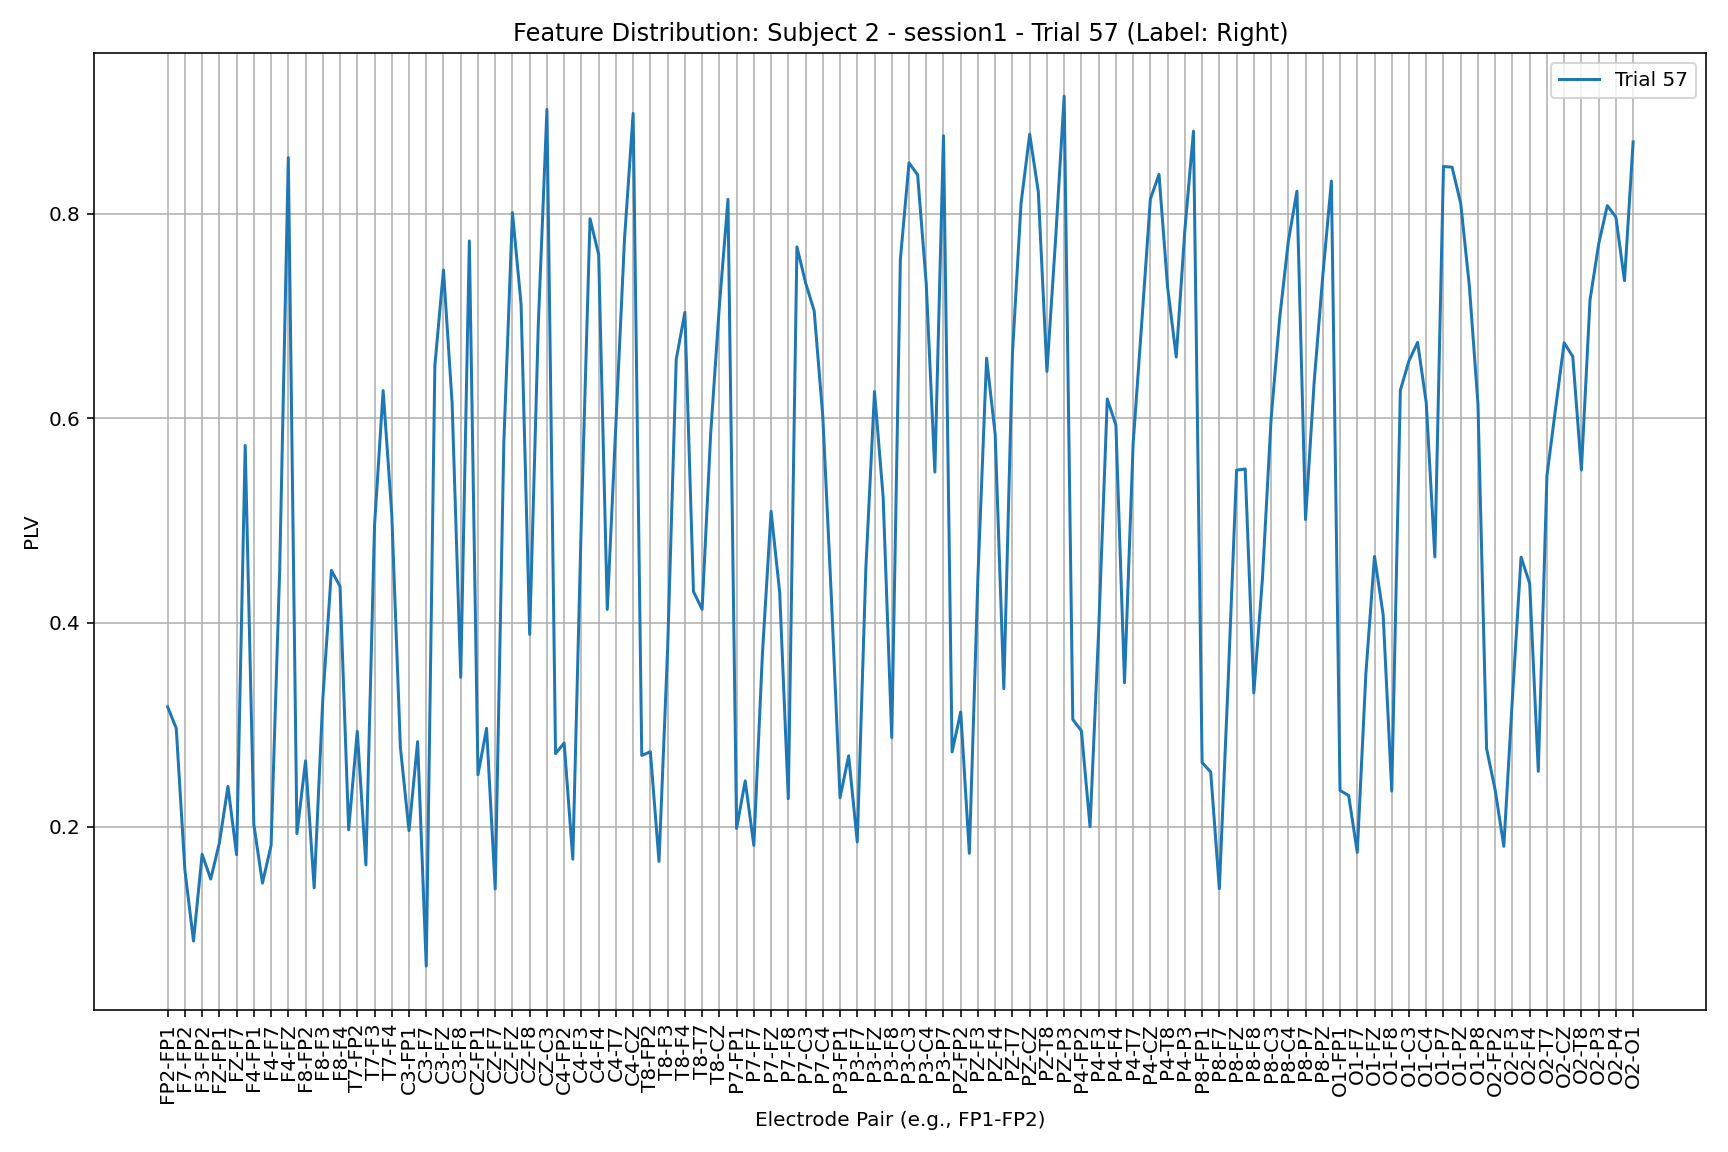 Feature Distribution: Subject 2 - session1 - Trial 57 (Label: Right)
Trial 57
PLV
0.8
0.6
0.4
0.2
FP2-FP1
F7-FP2
F3-FP2
FZ-FP1
FZ-F7
F4-FP1
F4-F7
F4-FZ
F8-FP2
F8-F3
F8-F4
T7-FP2
T7-F3
T7-F4
C3-FP1
C3-F7
C3-FZ
C3-F8
CZ-FP1
CZ-F7
CZ-FZ
CZ-F8
CZ-C3
C4-FP2
C4-F3
C4-F4
C4-T7
C4-CZ
T8-FP2
T8-F3
T8-F4
T8-T7
T8-CZ
P7-FP1
P7-F7
P7-FZ
P7-F8
P7-C3
P7-C4
P3-FP1
P3-F7
P3-FZ
P3-F8
P3-C3
P3-C4
P3-P7
PZ-FP2
PZ-F3
PZ-F4
PZ-T7
PZ-CZ
PZ-T8
PZ-P3
P4-FP2
P4-F3
P4-F4
P4-T7
P4-CZ
P4-T8
P4-P3
P8-FP1
P8-F7
P8-FZ
P8-F8
P8-C3
P8-C4
P8-P7
P8-PZ
O1-FP1
O1-F7
O1-FZ
O1-F8
O1-C3
O1-C4
O1-P7
O1-PZ
O1-P8
O2-FP2
O2-F3
O2-F4
O2-T7
O2-CZ
O2-T8
O2-P3
O2-P4
O2-O1
Electrode Pair (e.g., FP1-FP2)